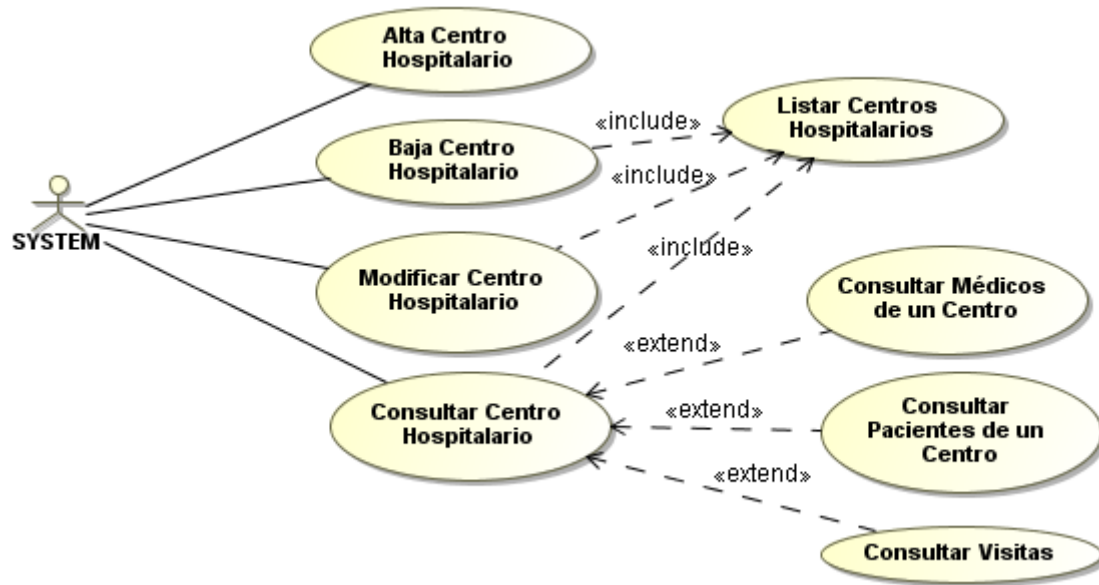 Alta Centro
Hospitalario
Listar Centros
Hospitalarios
«include»
Baja Centro
Hospitalario
«include»
SYSTEM
«include»
Modificar Centro
Hospitalario
Consultar Médicos
de un Centro
«extend»
Consultar Centro
Hospitalario
«extend»
Consultar
Pacientes de un
Centro
«extend»
Consultar Visitas